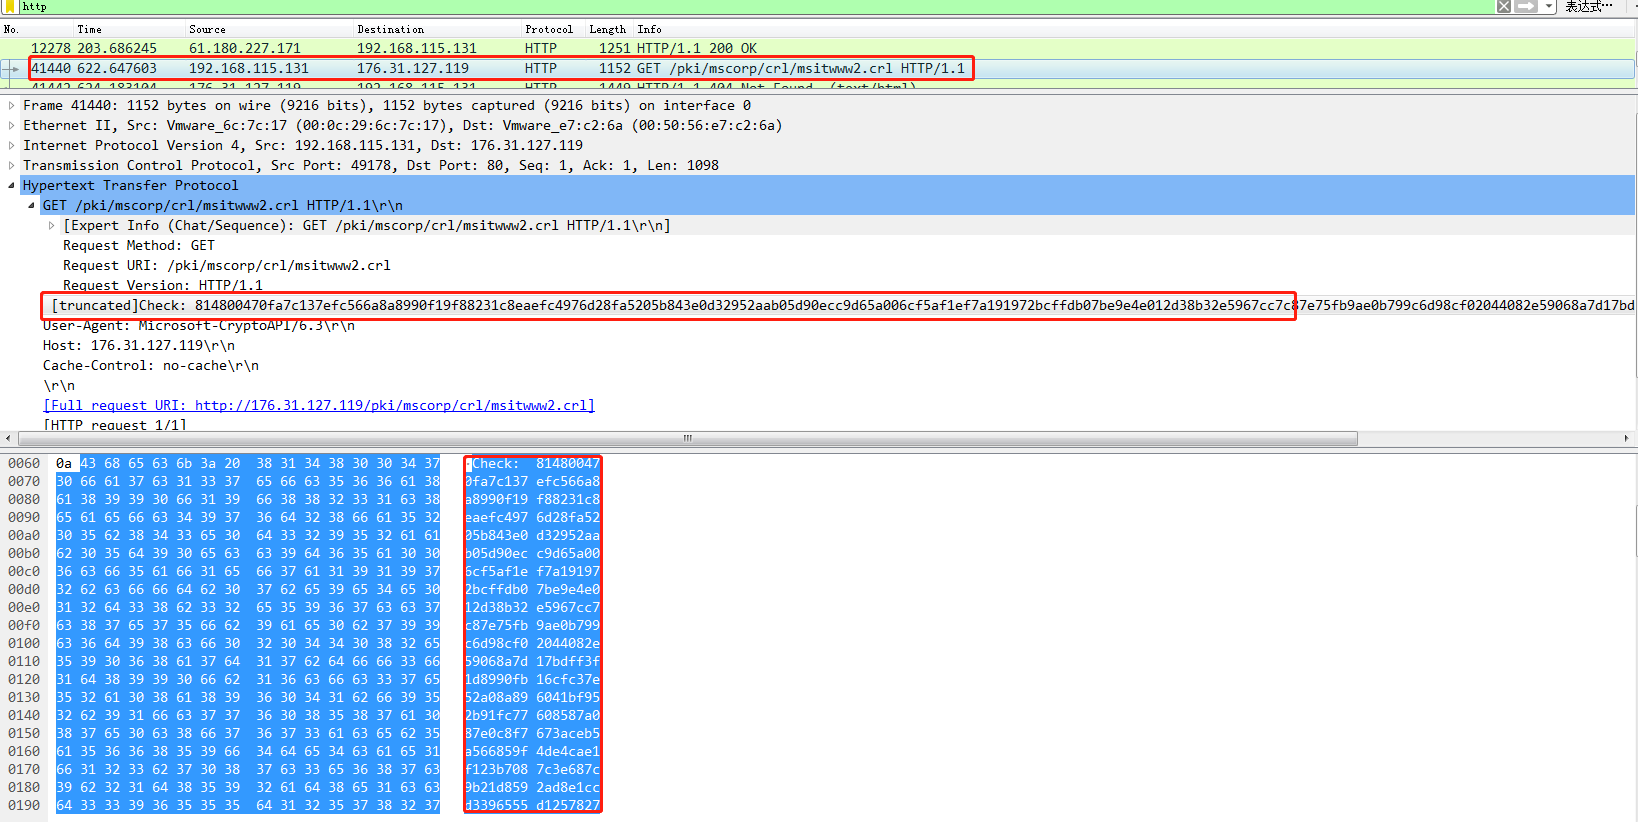 http 表达式…
No. Time Source Destination Protocol Length Info
12278 203.686245 61.180.227.171 192.168.115.131 HTTP 1251 HTTP/1.1 200 OK
41440 622.647603 192.168.115.131 176.31.127.119 HTTP 1152 GET /pki/mscorp/crl/msitwww2.crl HTTP/1.1
41442 624.183104 176.31.127.119 192.168.115.131 HTTP 1449 HTTP/1.1 404 Not Found (text/html)
Frame 41440: 1152 bytes on wire (9216 bits), 1152 bytes captured (9216 bits) on interface 0
Ethernet II, Src: Vmware_6c:7c:17 (00:0c:29:6c:7c:17), Dst: Vmware_e7:c2:6a (00:50:56:e7:c2:6a)
Internet Protocol Version 4, Src: 192.168.115.131, Dst: 176.31.127.119
Transmission Control Protocol, Src Port: 49178, Dst Port: 80, Seq: 1, Ack: 1, Len: 1098
Hypertext Transfer Protocol
GET /pki/mscorp/crl/msitwww2.crl HTTP/1.1\r\n
[Expert Info (Chat/Sequence): GET /pki/mscorp/crl/msitwww2.crl HTTP/1.1\r\n]
Request Method: GET
Request URI: /pki/mscorp/crl/msitwww2.crl
Request Version: HTTP/1.1
[truncated]Check: 814800470fa7c137efc566a8a8990f19f88231c8eaefc4976d28fa5205b843e0d32952aab05d90ecc9d65a006cf5af1ef7a191972bcffdb07be9e4e012d38b32e5967cc7c87e75fb9ae0b799c6d98cf02044082e59068a7d17bd
User-Agent: Microsoft-CryptoAPI/6.3\r\n
Host: 176.31.127.119\r\n
Cache-Control: no-cache\r\n
\r\n
[Full request URI: http://176.31.127.119/pki/mscorp/crl/msitwww2.crl]
[HTTP request 1/1]
0060 0a 43 68 65 63 6b 3a 20 38 31 34 38 30 30 34 37 ·Check: 81480047
0070 30 66 61 37 63 31 33 37 65 66 63 35 36 36 61 38 0fa7c137 efc566a8
0080 61 38 39 39 30 66 31 39 66 38 38 32 33 31 63 38 a8990f19 f88231c8
0090 65 61 65 66 63 34 39 37 36 64 32 38 66 61 35 32 eaefc497 6d28fa52
00a0 30 35 62 38 34 33 65 30 64 33 32 39 35 32 61 61 05b843e0 d32952aa
00b0 62 30 35 64 39 30 65 63 63 39 64 36 35 61 30 30 b05d90ec c9d65a00
00c0 36 63 66 35 61 66 31 65 66 37 61 31 39 31 39 37 6cf5af1e f7a19197
00d0 32 62 63 66 66 64 62 30 37 62 65 39 65 34 65 30 2bcffdb0 7be9e4e0
00e0 31 32 64 33 38 62 33 32 65 35 39 36 37 63 63 37 12d38b32 e5967cc7
00f0 63 38 37 65 37 35 66 62 39 61 65 30 62 37 39 39 c87e75fb 9ae0b799
0100 63 36 64 39 38 63 66 30 32 30 34 34 30 38 32 65 c6d98cf0 2044082e
0110 35 39 30 36 38 61 37 64 31 37 62 64 66 66 33 66 59068a7d 17bdff3f
0120 31 64 38 39 39 30 66 62 31 36 63 66 63 33 37 65 1d8990fb 16cfc37e
0130 35 32 61 30 38 61 38 39 36 30 34 31 62 66 39 35 52a08a89 6041bf95
0140 32 62 39 31 66 63 37 37 36 30 38 35 38 37 61 30 2b91fc77 608587a0
0150 38 37 65 30 63 38 66 37 36 37 33 61 63 65 62 35 87e0c8f7 673aceb5
0160 61 35 36 36 38 35 39 66 34 64 65 34 63 61 65 31 a566859f 4de4cae1
0170 66 31 32 33 62 37 30 38 37 63 33 65 36 38 37 63 f123b708 7c3e687c
0180 39 62 32 31 64 38 35 39 32 61 64 38 65 31 63 63 9b21d859 2ad8e1cc
0190 64 33 33 39 36 35 35 35 64 31 32 35 37 38 32 37 d3396555 d1257827